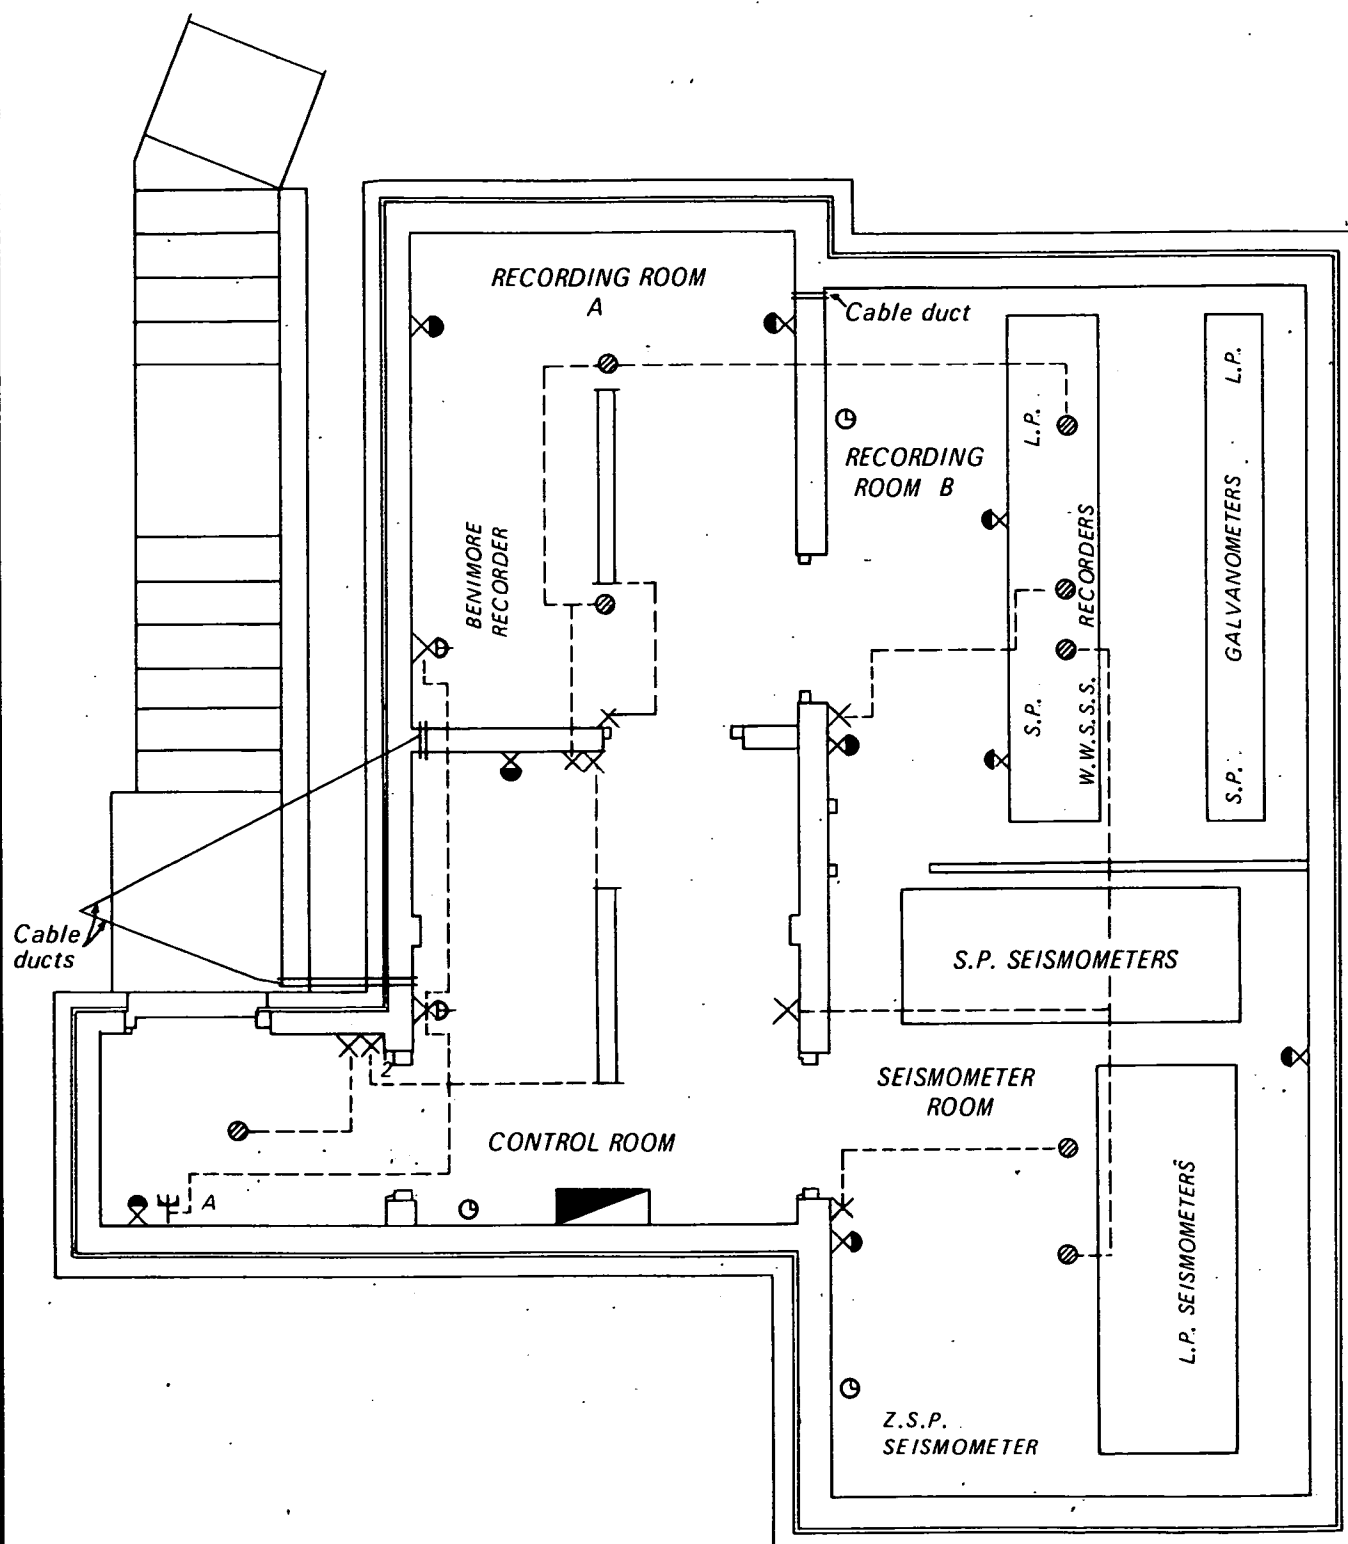 RECORDING ROOM
A
Cable duct
L.P.
L.P.
RECORDING
ROOM B
BENIMORE
RECORDER
RECORDERS
GALVANOMETERS
S.P.
W.W.S.S.S.
S.P.
Cable
ducts
S.P. SEISMOMETERS
2
SEISMOMETER
ROOM
CONTROL ROOM
A
L.P. SEISMOMETERS
Z.S.P.
SEISMOMETER